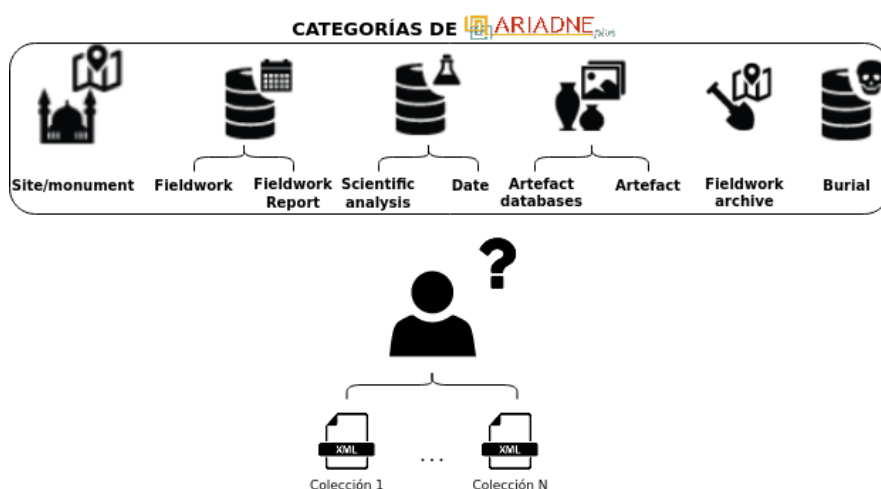 CATEGORÍAS DE ARIADNE plus
Site/monument
Fieldwork
Fieldwork
Report
Scientific
analysis
Date
Artefact
databases
Artefact
Fieldwork
archive
Burial
?
XML
XML
...
Colección 1
Colección N